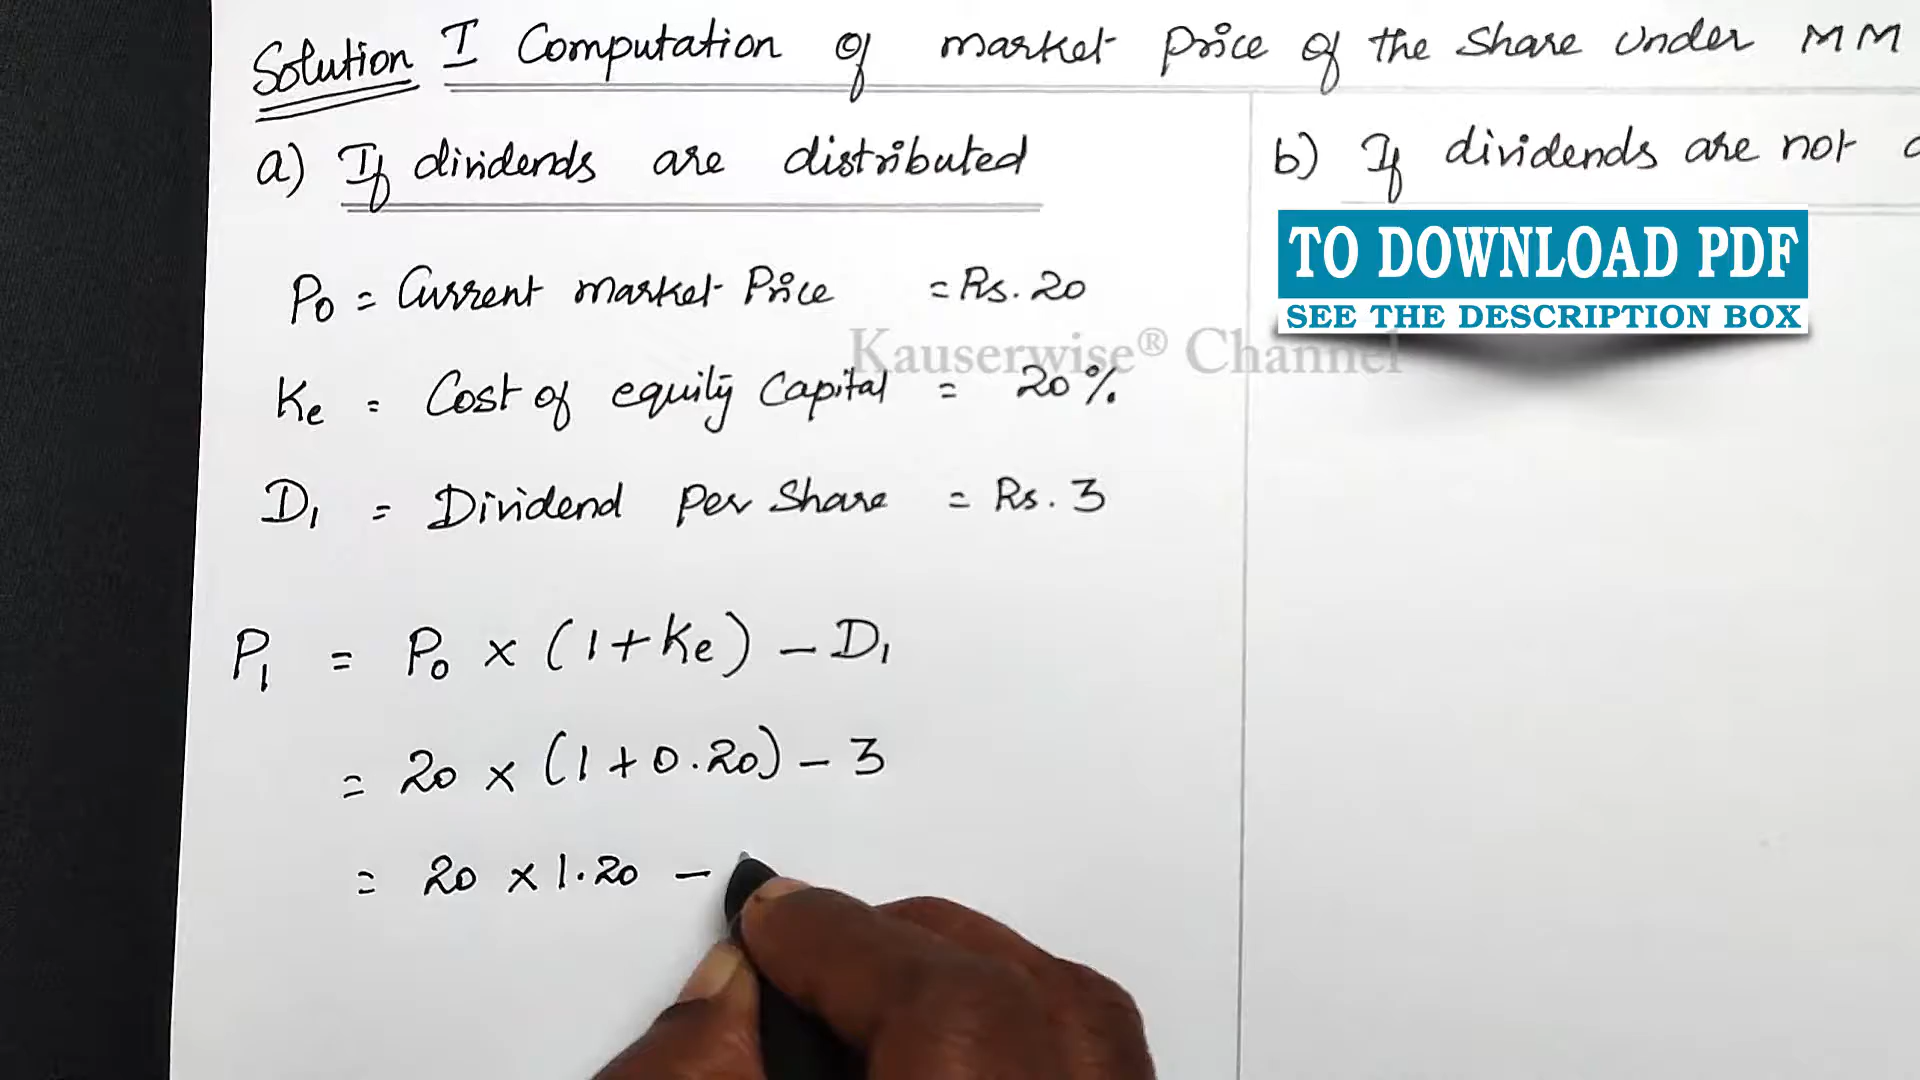 Solution I Computation of market Price of the Share under MM
a) If dividends are distributed
b) If dividends are not
TO DOWNLOAD PDF
SEE THE DESCRIPTION BOX
P0 = Current market Price = Rs. 20
Kauserwise® Channel
Ke = Cost of equity Capital = 20%
D1 = Dividend Per Share = Rs. 3
P1 = P0 × (1+Ke) – D1
= 20 × (1+0.20) – 3
= 20 × 1.20 –